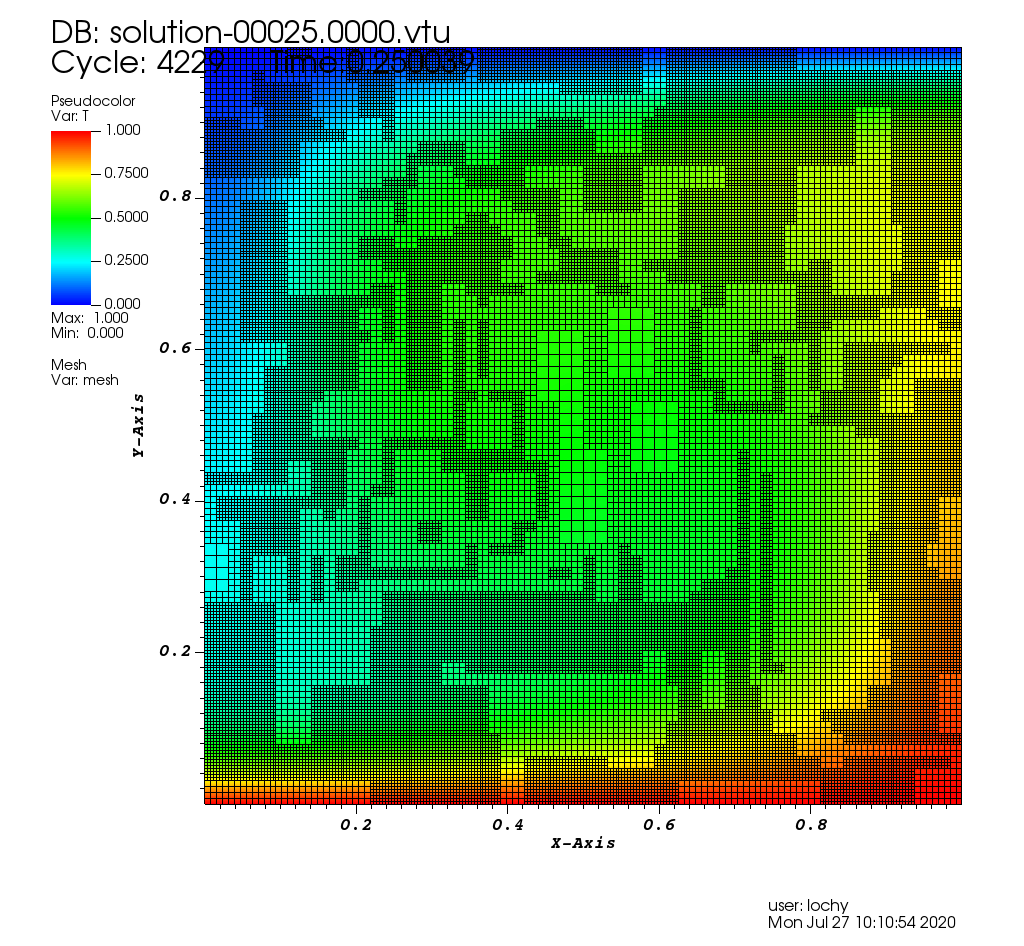 DB: solution-00025.0000.vtu
Cycle: 4229 Time:0.250039
Pseudocolor
Var: T
1.000
0.7500
0.5000
0.2500
0.000
Max: 1.000
Min: 0.000
Mesh
Var: mesh
0.8
0.6
0.4
0.2
Y-Axis
0.2 0.4 0.6 0.8
X-Axis
user: lochy
Mon Jul 27 10:10:54 2020